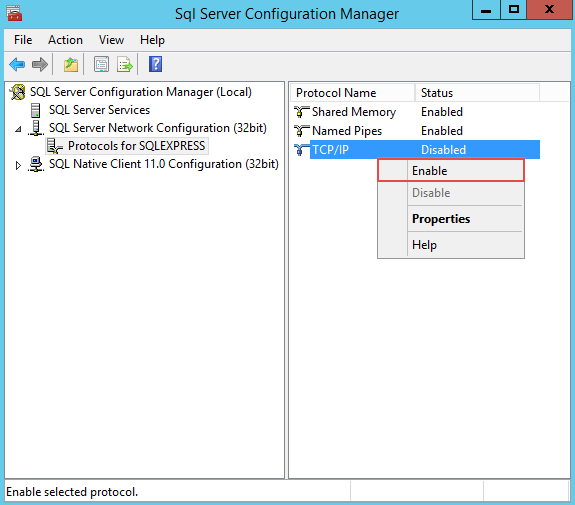 Sql Server Configuration Manager
File Action View Help
SQL Server Configuration Manager (Local)
SQL Server Services
SQL Server Network Configuration (32bit)
Protocols for SQLEXPRESS
SQL Native Client 11.0 Configuration (32bit)
Protocol Name Status
Shared Memory Enabled
Named Pipes Enabled
TCP/IP Disabled
Enable
Disable
Properties
Help
Enable selected protocol.